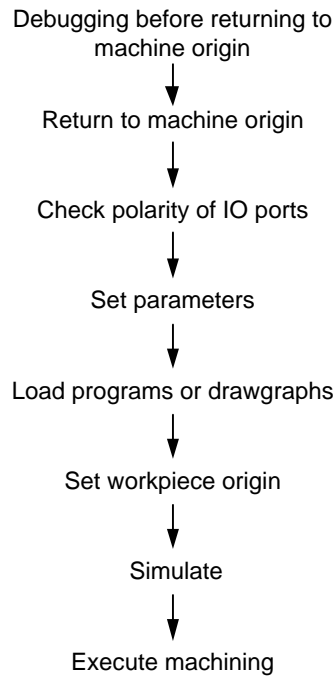 Debugging before returning to
machine origin
Return to machine origin
Check polarity of IO ports
Set parameters
Load programs or drawgraphs
Set workpiece origin
Simulate
Execute machining